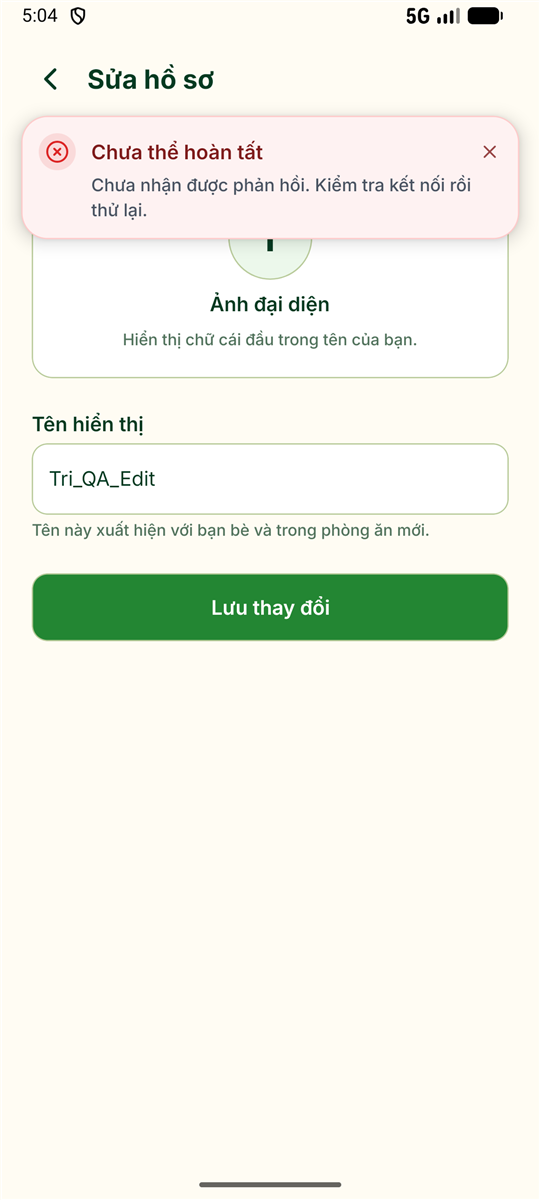 5:04
5G
Sửa hồ sơ
Chưa thể hoàn tất
Chưa nhận được phản hồi. Kiểm tra kết nối rồi
thử lại.
Ảnh đại diện
Hiển thị chữ cái đầu trong tên của bạn.
Tên hiển thị
Tri_QA_Edit
Tên này xuất hiện với bạn bè và trong phòng ăn mới.
Lưu thay đổi